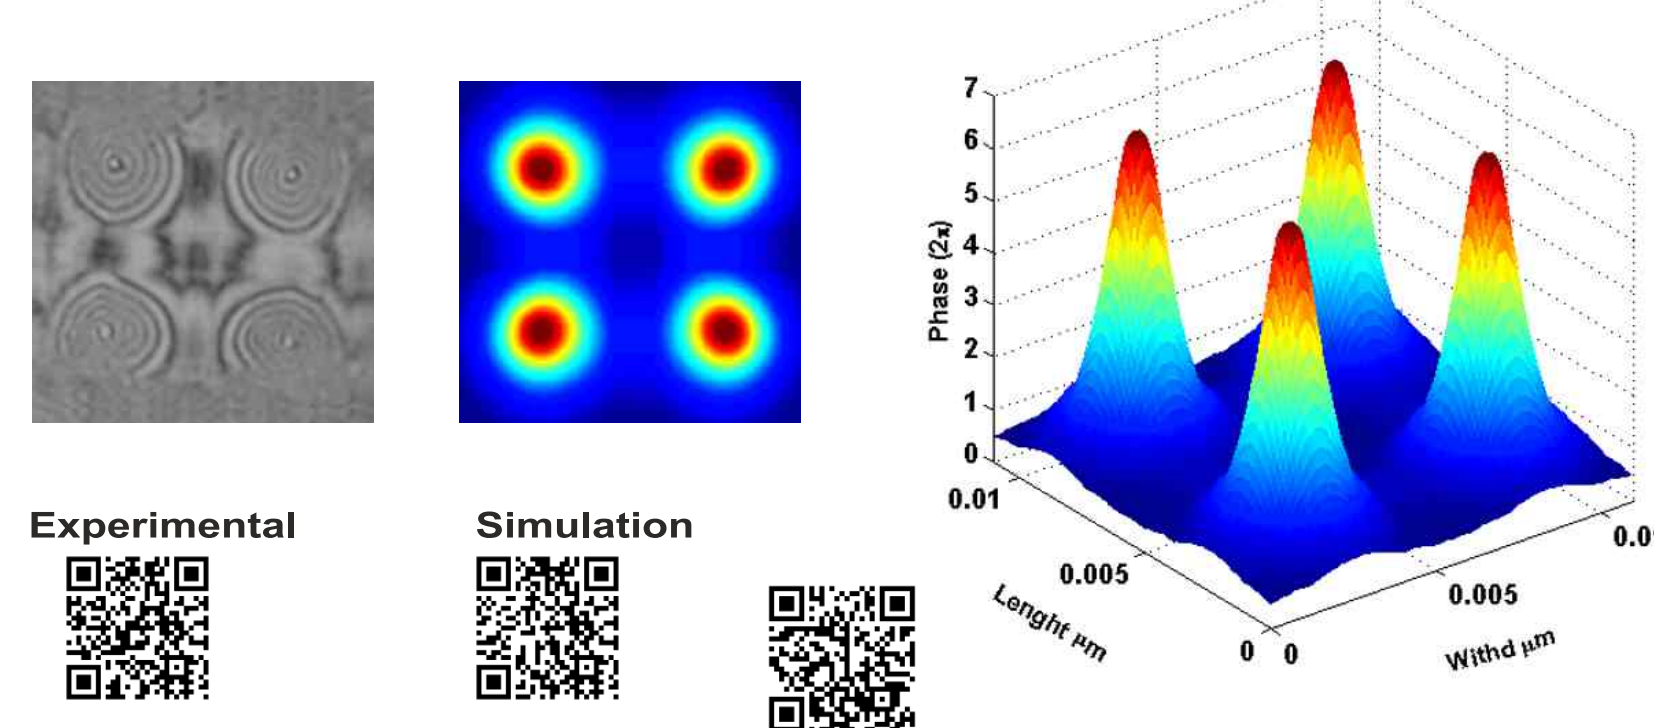 Experimental
Simulation
7
6
5
4
3
2
1
0
Phase (2π)
0.01
0.005
0
Lenght μm
0
0.005
Withd μm